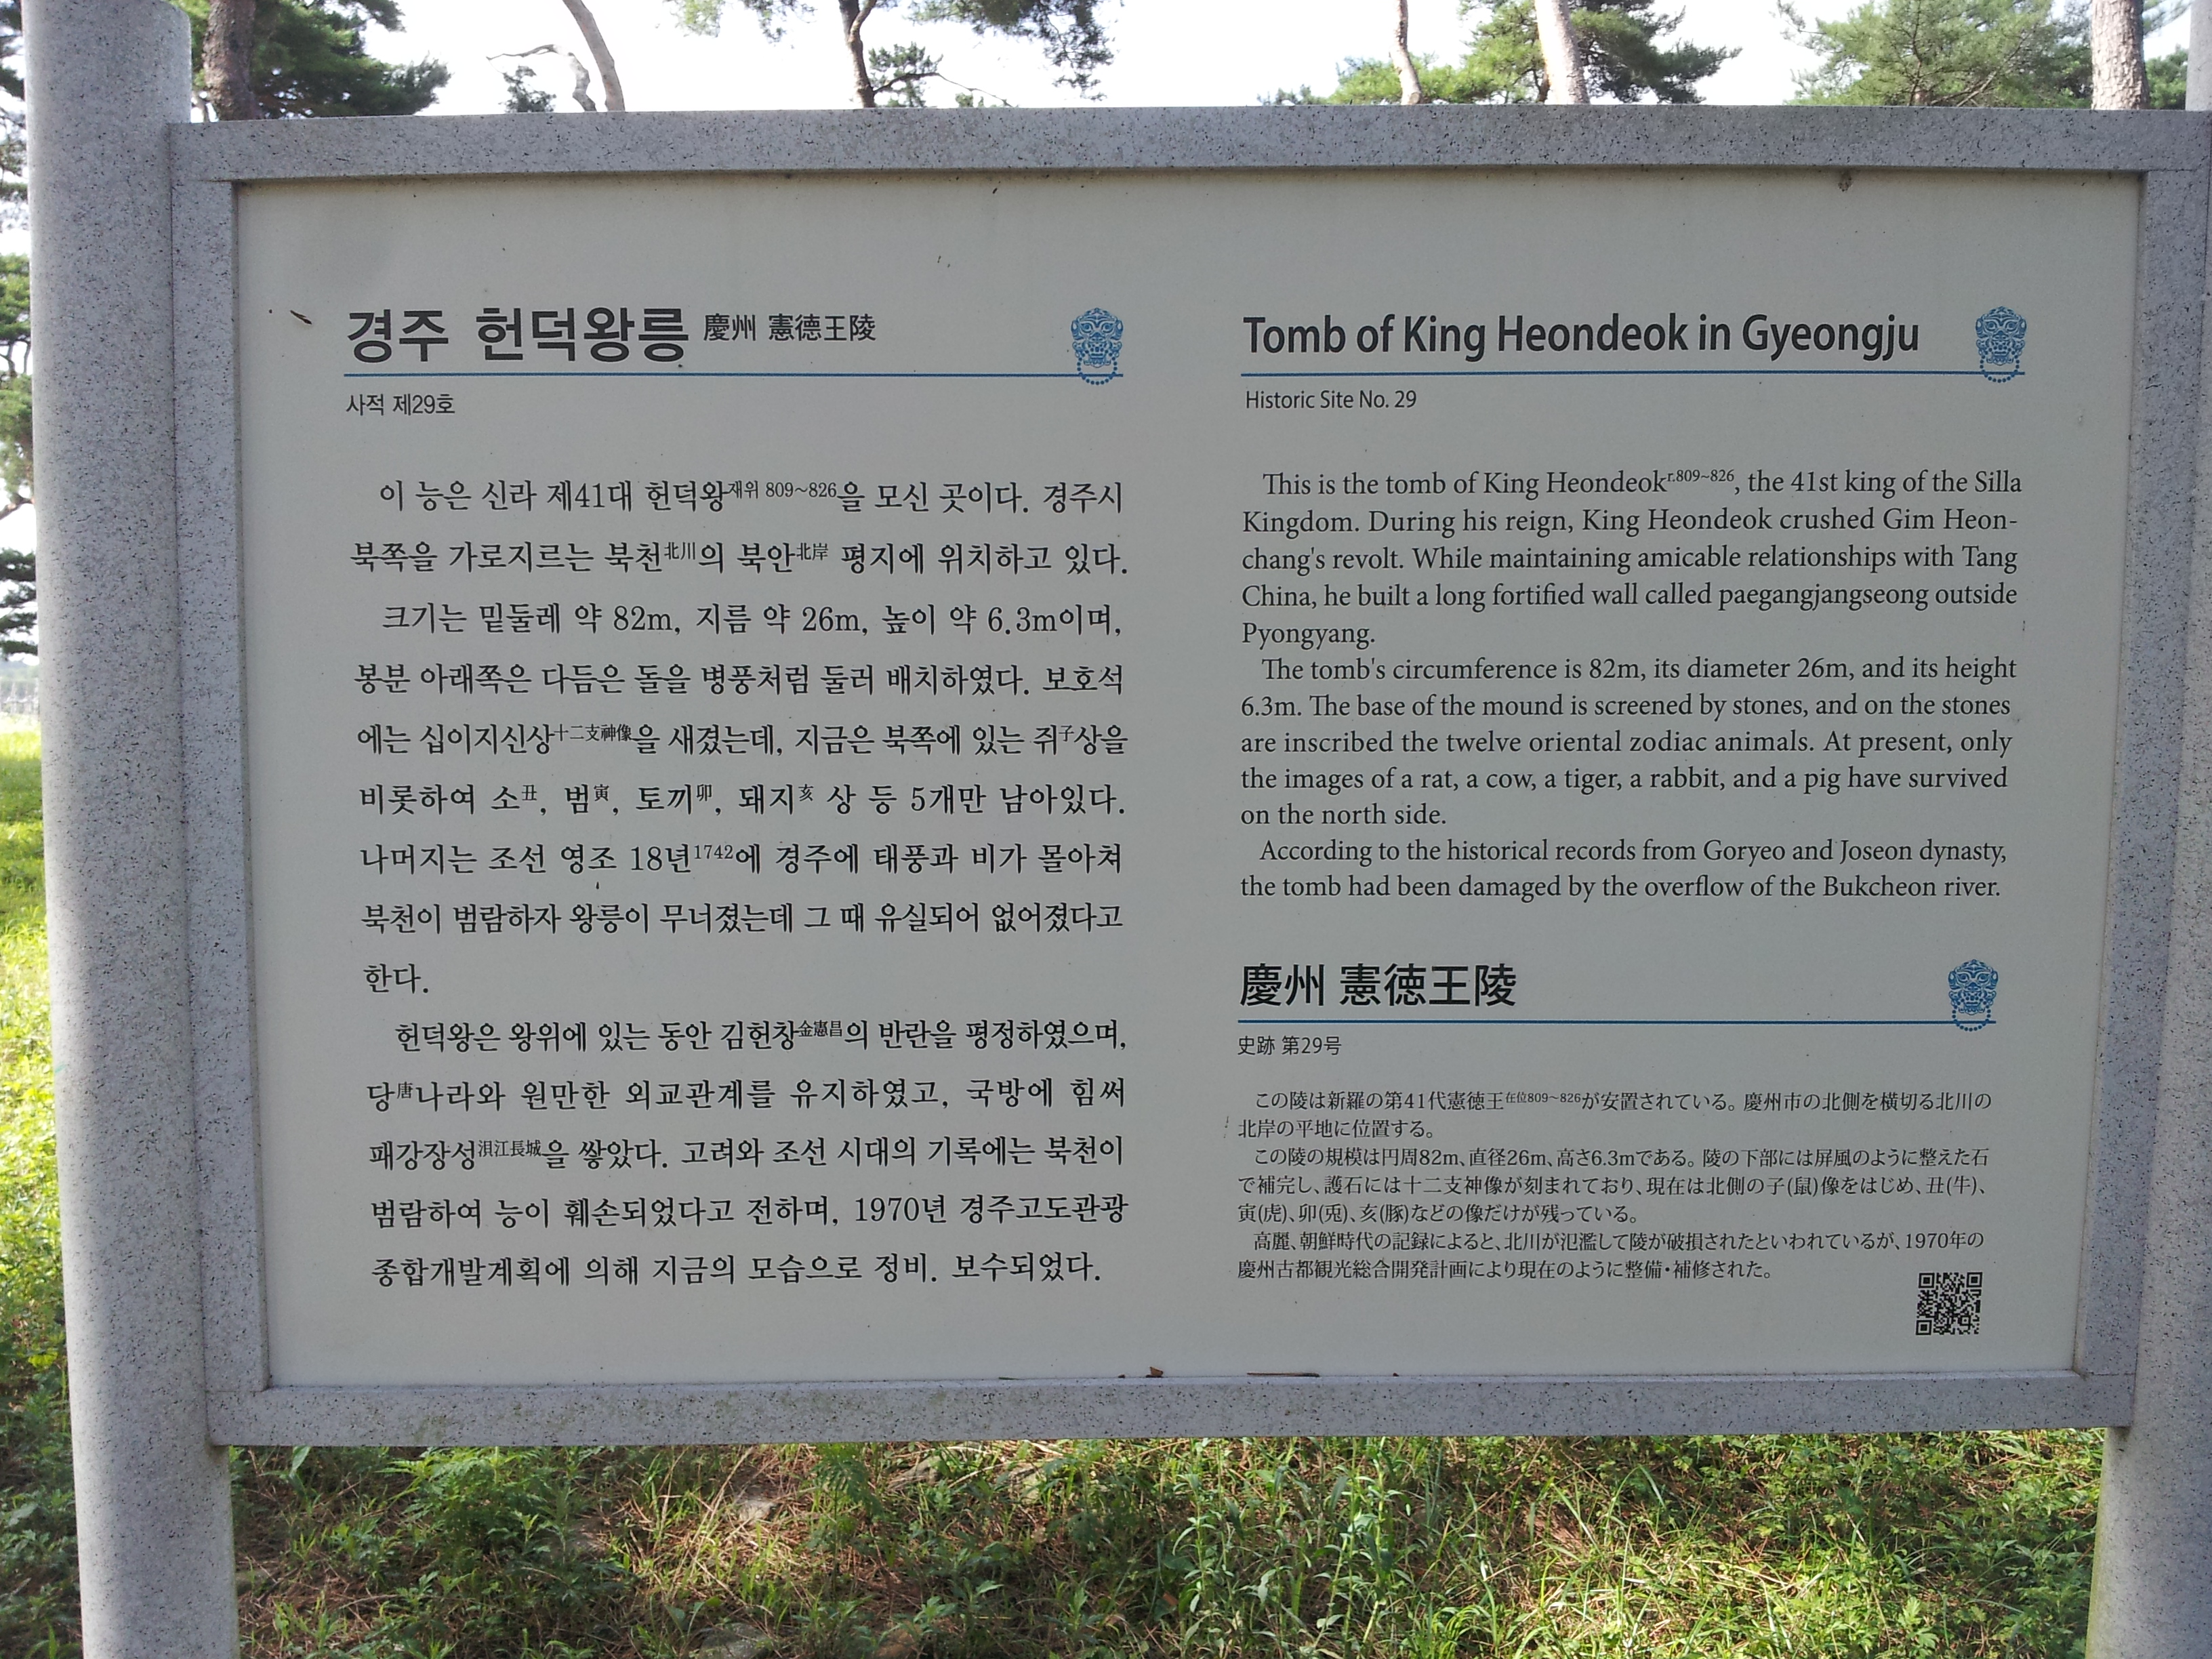 경주 헌덕왕릉 慶州 憲德王陵
사적 제29호
이 능은 신라 제41대 헌덕왕재위 809~826을 모신 곳이다. 경주시
북쪽을 가로지르는 북천北川의 북안北岸 평지에 위치하고 있다.
크기는 밑둘레 약 82m, 지름 약 26m, 높이 약 6.3m이며,
봉분 아래쪽은 다듬은 돌을 병풍처럼 둘러 배치하였다. 보호석
에는 십이지신상十二支神像을 새겼는데, 지금은 북쪽에 있는 쥐子상을
비롯하여 소丑, 범寅, 토끼卯, 돼지亥 상 등 5개만 남아있다.
나머지는 조선 영조 18년1742에 경주에 태풍과 비가 몰아쳐
북천이 범람하자 왕릉이 무너졌는데 그 때 유실되어 없어졌다고
한다.
헌덕왕은 왕위에 있는 동안 김헌창金憲昌의 반란을 평정하였으며,
당唐나라와 원만한 외교관계를 유지하였고, 국방에 힘써
패강장성浿江長城을 쌓았다. 고려와 조선 시대의 기록에는 북천이
범람하여 능이 훼손되었다고 전하며, 1970년 경주고도관광
종합개발계획에 의해 지금의 모습으로 정비. 보수되었다.
Tomb of King Heondeok in Gyeongju
Historic Site No. 29
This is the tomb of King Heondeokr.809~826, the 41st king of the Silla
Kingdom. During his reign, King Heondeok crushed Gim Heon-
chang's revolt. While maintaining amicable relationships with Tang
China, he built a long fortified wall called paegangjangseong outside
Pyongyang.
The tomb's circumference is 82m, its diameter 26m, and its height
6.3m. The base of the mound is screened by stones, and on the stones
are inscribed the twelve oriental zodiac animals. At present, only
the images of a rat, a cow, a tiger, a rabbit, and a pig have survived
on the north side.
According to the historical records from Goryeo and Joseon dynasty,
the tomb had been damaged by the overflow of the Bukcheon river.
慶州 憲徳王陵
史跡 第29号
この陵は新羅の第41代憲徳王在位809~826が安置されている。慶州市の北側を横切る北川の
北岸の平地に位置する。
この陵の規模は円周82m、直径26m、高さ6.3mである。陵の下部には屏風のように整えた石
で補完し、護石には十二支神像が刻まれており、現在は北側の子(鼠)像をはじめ、丑(牛)、
寅(虎)、卯(兎)、亥(豚)などの像だけが残っている。
高麗、朝鮮時代の記録によると、北川が氾濫して陵が破損されたといわれているが、1970年の
慶州古都観光総合開発計画により現在のように整備・補修された。